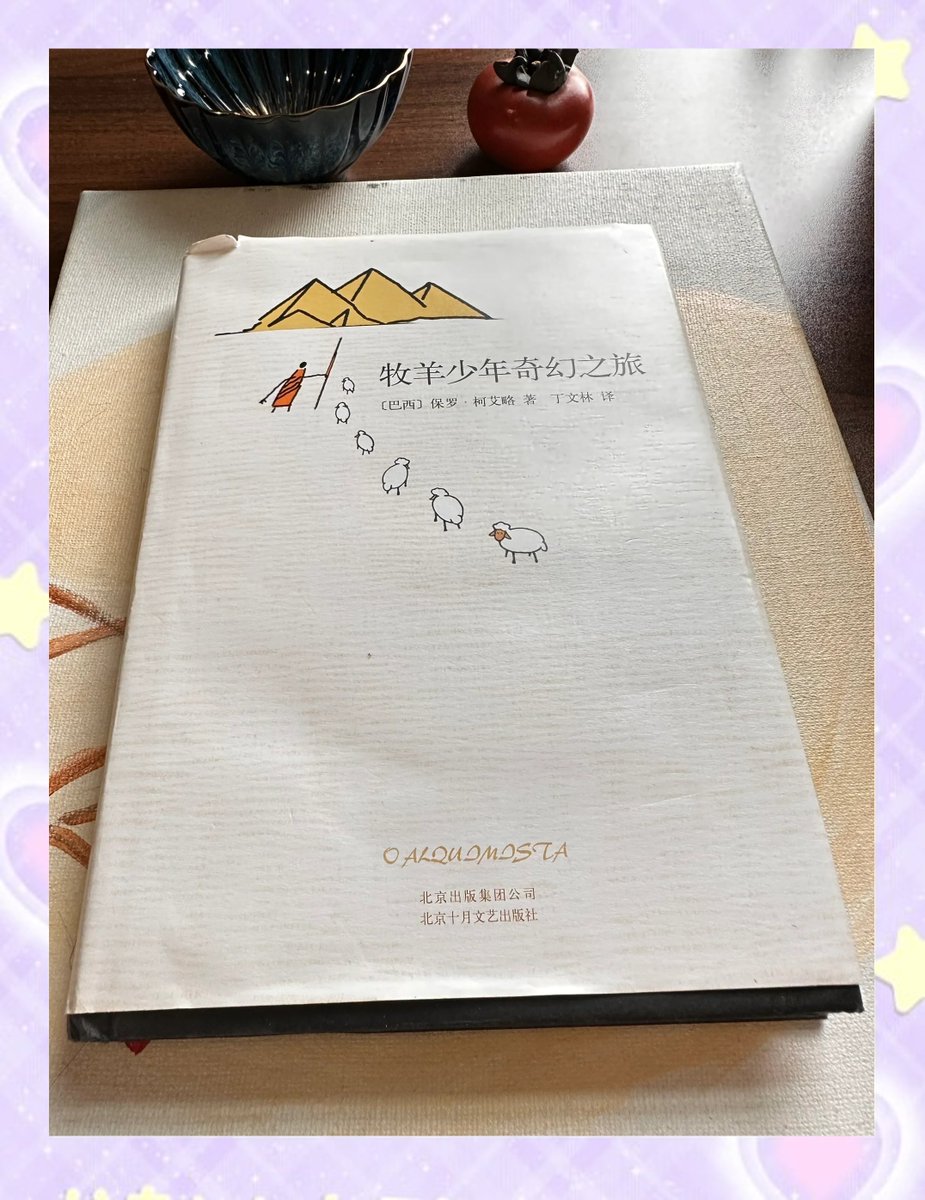 牧羊少年奇幻之旅
〔巴西〕保罗·柯艾略 著 丁文林 译
O ALQUIMISTA
北京出版集团公司
北京十月文艺出版社